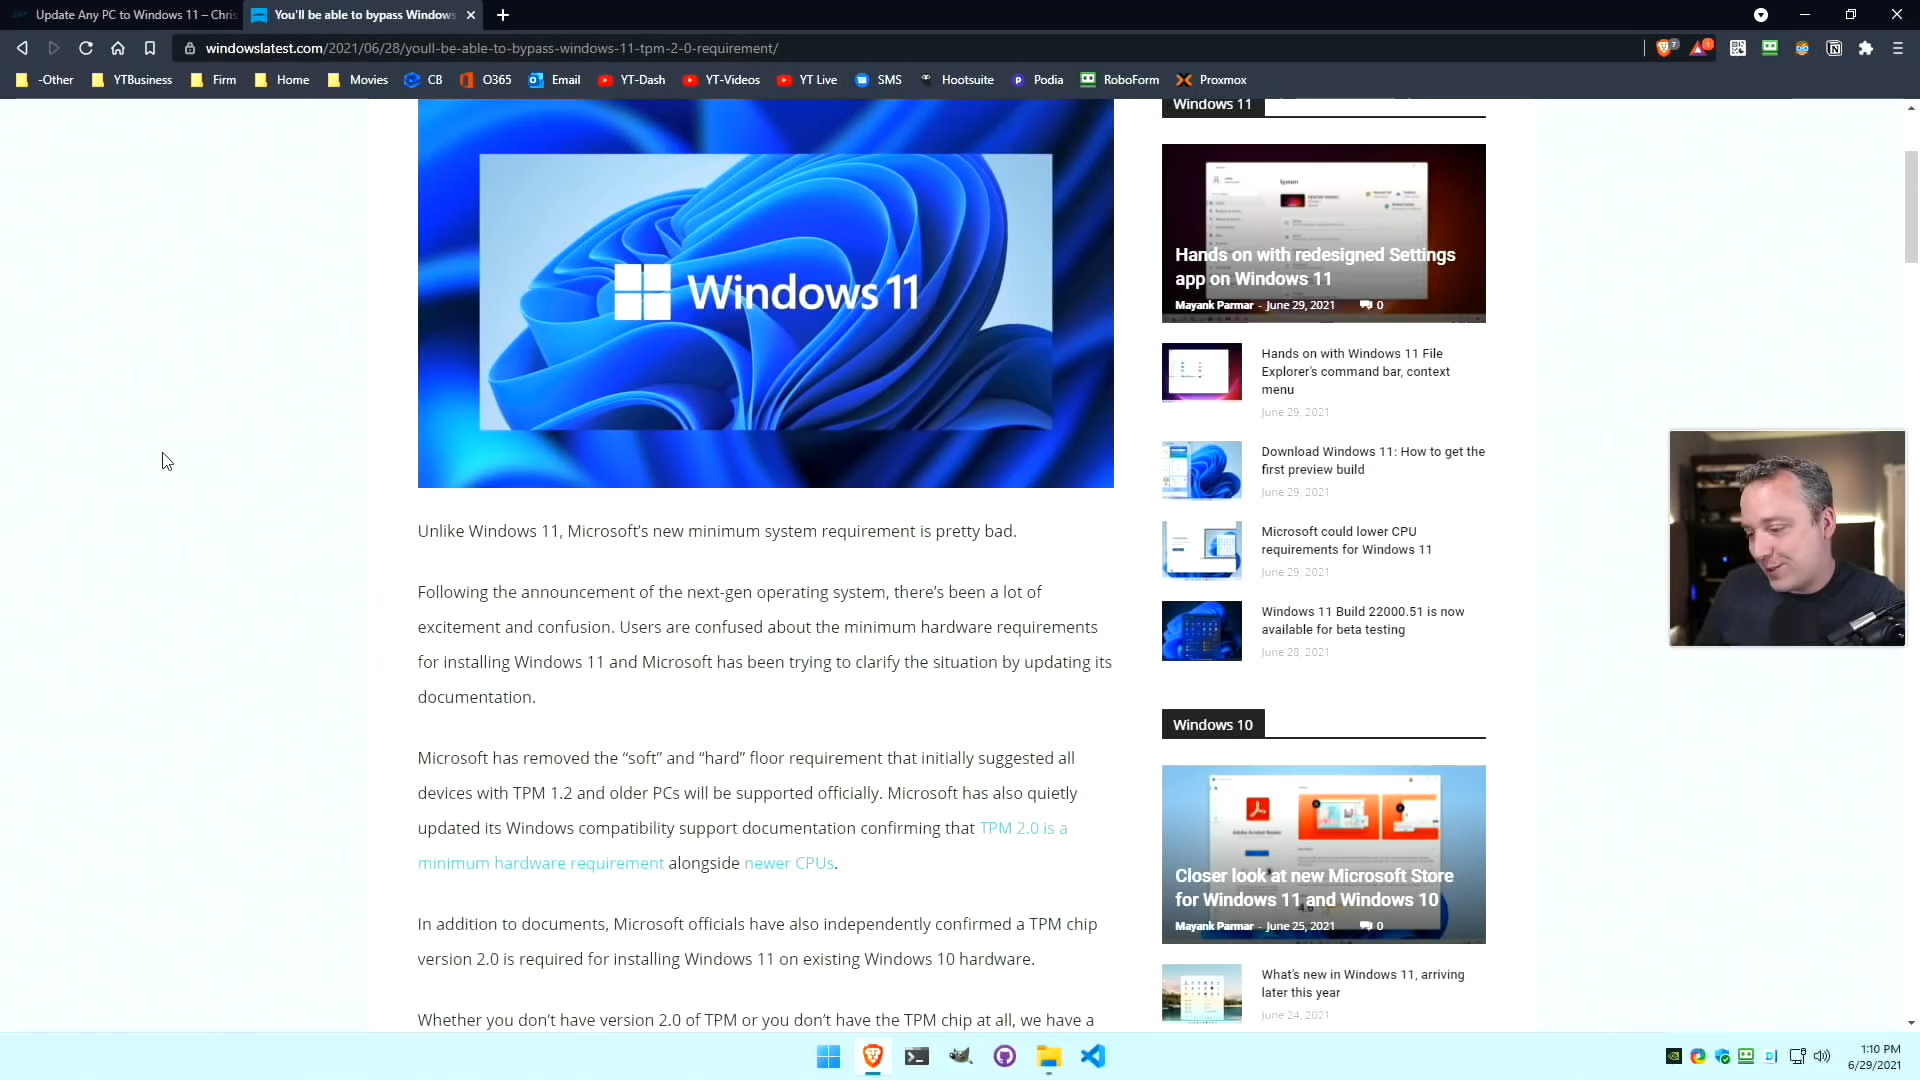 Update Any PC to Windows 11 – Chris
You'll be able to bypass Windows
windowslatest.com/2021/06/28/youll-be-able-to-bypass-windows-11-tpm-2-0-requirement/
-Other
YTBusiness
Firm
Home
Movies
CB
O365
Email
YT-Dash
YT-Videos
YT Live
SMS
Hootsuite
Podia
RoboForm
Proxmox
Windows 11
Unlike Windows 11, Microsoft's new minimum system requirement is pretty bad.
Following the announcement of the next-gen operating system, there's been a lot of
excitement and confusion. Users are confused about the minimum hardware requirements
for installing Windows 11 and Microsoft has been trying to clarify the situation by updating its
documentation.
Microsoft has removed the “soft” and “hard” floor requirement that initially suggested all
devices with TPM 1.2 and older PCs will be supported officially. Microsoft has also quietly
updated its Windows compatibility support documentation confirming that TPM 2.0 is a
minimum hardware requirement alongside newer CPUs.
In addition to documents, Microsoft officials have also independently confirmed a TPM chip
version 2.0 is required for installing Windows 11 on existing Windows 10 hardware.
Whether you don't have version 2.0 of TPM or you don't have the TPM chip at all, we have a
Windows 11
System
Hands on with redesigned Settings
app on Windows 11
Mayank Parmar - June 29, 2021 0
Hands on with Windows 11 File
Explorer's command bar, context
menu
June 29, 2021
Download Windows 11: How to get the
first preview build
June 29, 2021
Microsoft could lower CPU
requirements for Windows 11
June 29, 2021
Windows 11 Build 22000.51 is now
available for beta testing
June 28, 2021
Windows 10
Closer look at new Microsoft Store
for Windows 11 and Windows 10
Mayank Parmar - June 25, 2021 0
What's new in Windows 11, arriving
later this year
June 24, 2021
1:10 PM
6/29/2021